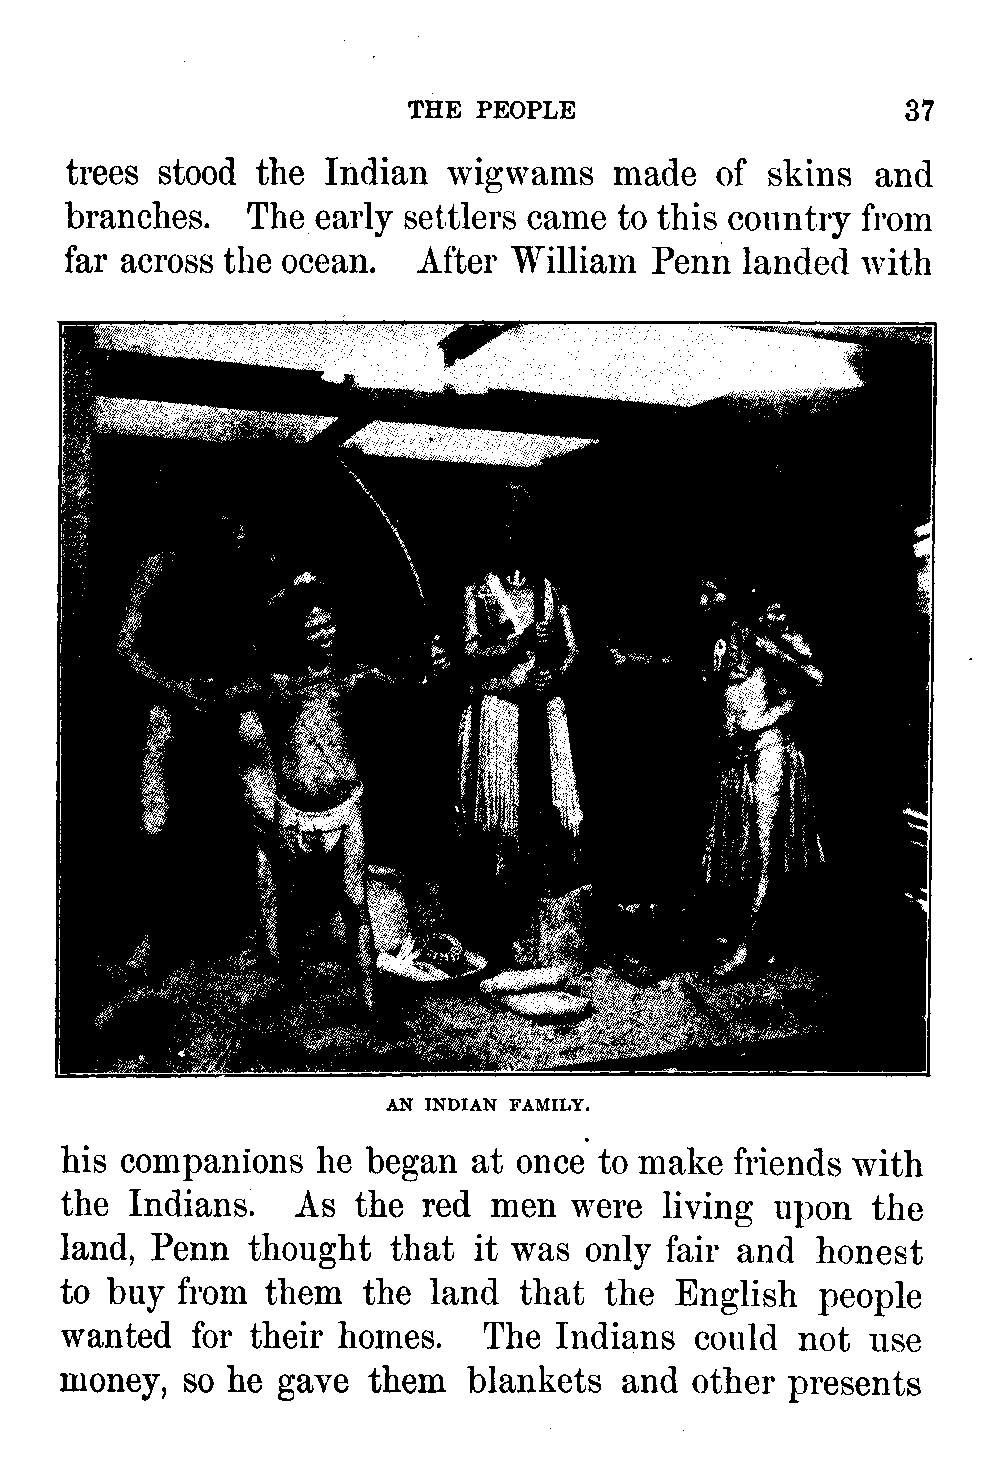 THE PEOPLE 37
trees stood the Indian wigwams made of skins and
branches. The early settlers came to this country from
far across the ocean. After William Penn landed with
AN INDIAN FAMILY.
his companions he began at once to make friends with
the Indians. As the red men were living upon the
land, Penn thought that it was only fair and honest
to buy from them the land that the English people
wanted for their homes. The Indians could not use
money, so he gave them blankets and other presents